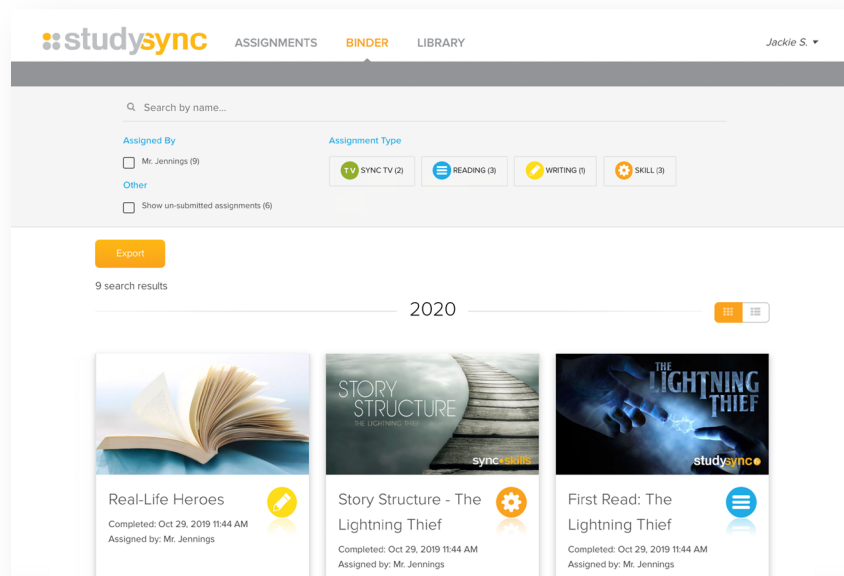 studysync
ASSIGNMENTS
BINDER
LIBRARY
Jackie S.
Search by name...
Assigned By
Assignment Type
Mr. Jennings (9)
TV SYNC TV (2)
READING (3)
WRITING (1)
SKILL (3)
Other
Show un-submitted assignments (6)
Export
9 search results
2020
STORY
STRUCTURE
THE LIGHTNING THIEF
sync•skills
THE
LIGHTNING
THIEF
studysync
Real-Life Heroes
Completed: Oct 29, 2019 11:44 AM
Assigned by: Mr. Jennings
Story Structure - The
Lightning Thief
Completed: Oct 29, 2019 11:44 AM
Assigned by: Mr. Jennings
First Read: The
Lightning Thief
Completed: Oct 29, 2019 11:44 AM
Assigned by: Mr. Jennings